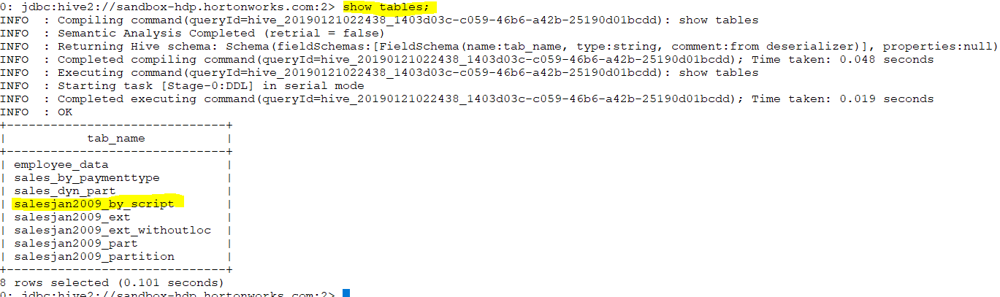 0: jdbc:hive2://sandbox-hdp.hortonworks.com:2> show tables;
INFO  : Compiling command(queryId=hive_20190121022438_1403d03c-c059-46b6-a42b-25190d01bcdd): show tables
INFO  : Semantic Analysis Completed (retrial = false)
INFO  : Returning Hive schema: Schema(fieldSchemas:[FieldSchema(name:tab_name, type:string, comment:from deserializer)], properties:null)
INFO  : Completed compiling command(queryId=hive_20190121022438_1403d03c-c059-46b6-a42b-25190d01bcdd); Time taken: 0.048 seconds
INFO  : Executing command(queryId=hive_20190121022438_1403d03c-c059-46b6-a42b-25190d01bcdd): show tables
INFO  : Starting task [Stage-0:DDL] in serial mode
INFO  : Completed executing command(queryId=hive_20190121022438_1403d03c-c059-46b6-a42b-25190d01bcdd); Time taken: 0.019 seconds
INFO  : OK
+------------------------------+
|           tab_name           |
+------------------------------+
| employee_data                |
| sales_by_paymenttype         |
| sales_dyn_part               |
| salesjan2009_by_script       |
| salesjan2009_ext             |
| salesjan2009_ext_withoutloc  |
| salesjan2009_part            |
| salesjan2009_partition       |
+------------------------------+
8 rows selected (0.101 seconds)
0: jdbc:hive2://sandbox-hdp.hortonworks.com:2>